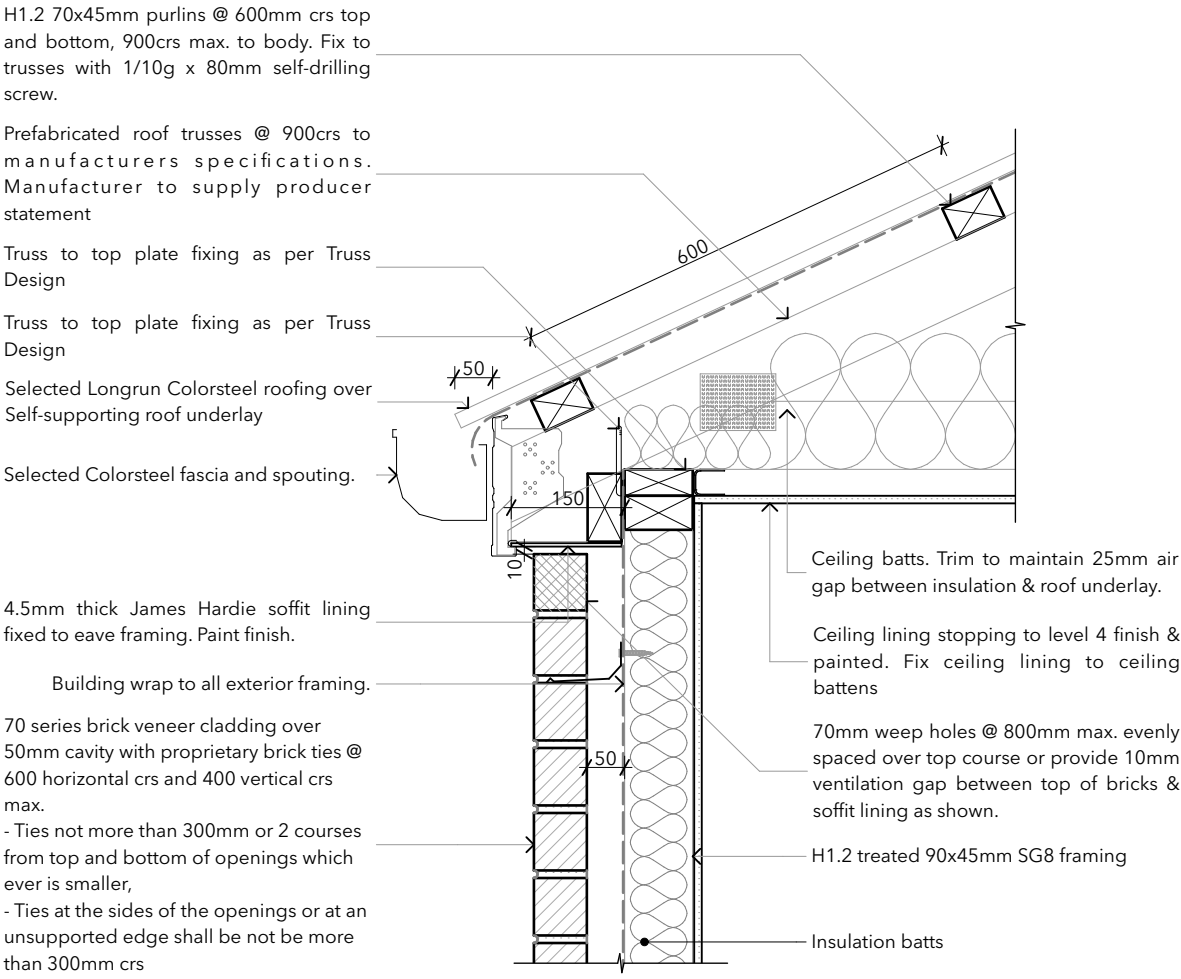 H1.2 70x45mm purlins @ 600mm crs top
and bottom, 900crs max. to body. Fix to
trusses with 1/10g x 80mm self-drilling
screw.
Prefabricated roof trusses @ 900crs to
manufacturers specifications.
Manufacturer to supply producer
statement
Truss to top plate fixing as per Truss
Design
Truss to top plate fixing as per Truss
Design
Selected Longrun Colorsteel roofing over
Self-supporting roof underlay
Selected Colorsteel fascia and spouting.
4.5mm thick James Hardie soffit lining
fixed to eave framing. Paint finish.
Building wrap to all exterior framing.
70 series brick veneer cladding over
50mm cavity with proprietary brick ties @
600 horizontal crs and 400 vertical crs
max.
- Ties not more than 300mm or 2 courses
from top and bottom of openings which
ever is smaller,
- Ties at the sides of the openings or at an
unsupported edge shall be not be more
than 300mm crs
600
50
150
10
50
Ceiling batts. Trim to maintain 25mm air
gap between insulation & roof underlay.
Ceiling lining stopping to level 4 finish &
painted. Fix ceiling lining to ceiling
battens
70mm weep holes @ 800mm max. evenly
spaced over top course or provide 10mm
ventilation gap between top of bricks &
soffit lining as shown.
H1.2 treated 90x45mm SG8 framing
Insulation batts